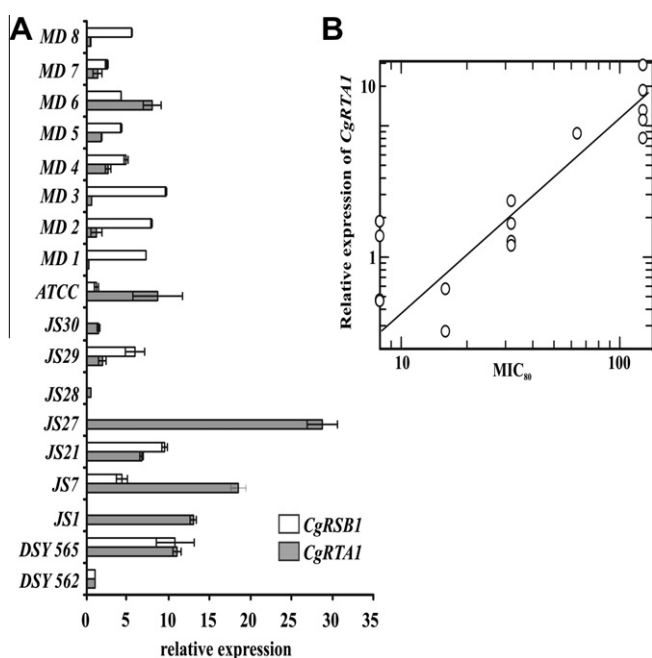 A
MD 8
MD 7
MD 6
MD 5
MD 4
MD 3
MD 2
MD 1
ATCC
JS30
JS29
JS28
JS27
JS21
JS7
JS1
DSY 565
DSY 562
CgRSB1
CgRTA1
0 5 10 15 20 25 30 35
relative expression
B
Relative expression of CgRTA1
10
1
10 100
MIC₈₀